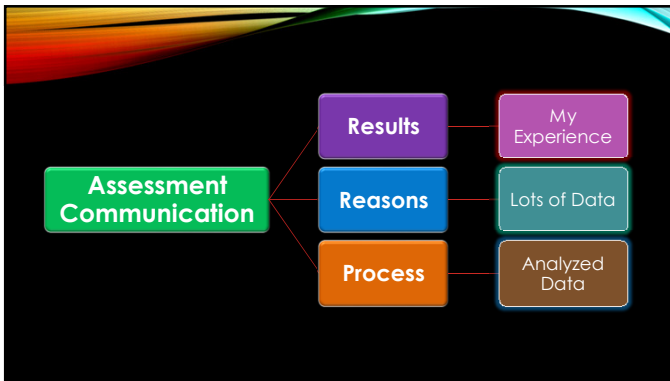 Assessment
Communication
Results
My
Experience
Reasons
Lots of Data
Process
Analyzed
Data